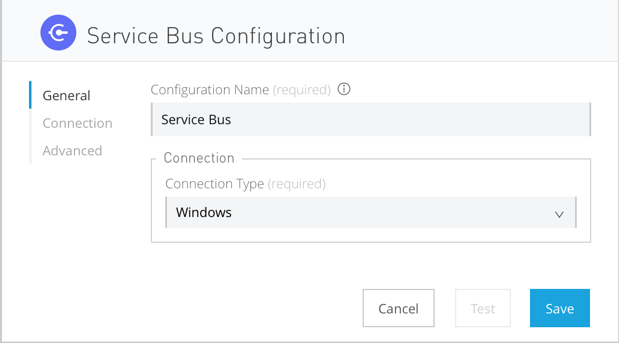 Service Bus Configuration
General
Connection
Advanced
Configuration Name (required)
Service Bus
Connection
Connection Type (required)
Windows
Cancel
Test
Save